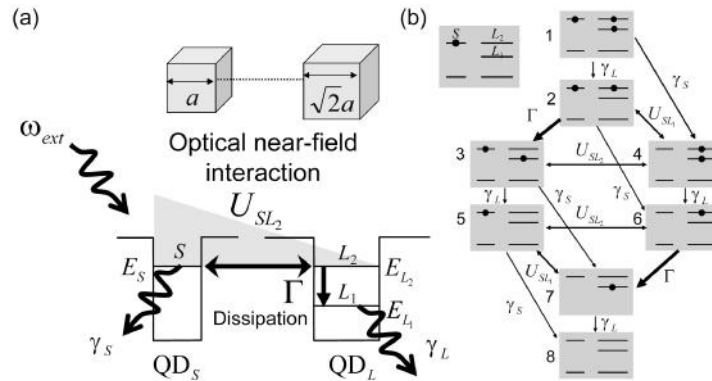 (a)
a
√2a
ω_ext
Optical near-field
interaction
U_SL₂
E_S
S
L₂
E_L₂
Γ
L₁
E_L₁
Dissipation
γ_S
QD_S
QD_L
γ_L
(b)
S
L₂
L₁
1
γ_L
γ_S
2
Γ
U_SL₁
3
U_SL₂
4
γ_L
γ_S
γ_S
γ_L
5
U_SL₂
6
U_SL₁
Γ
7
γ_S
γ_L
8